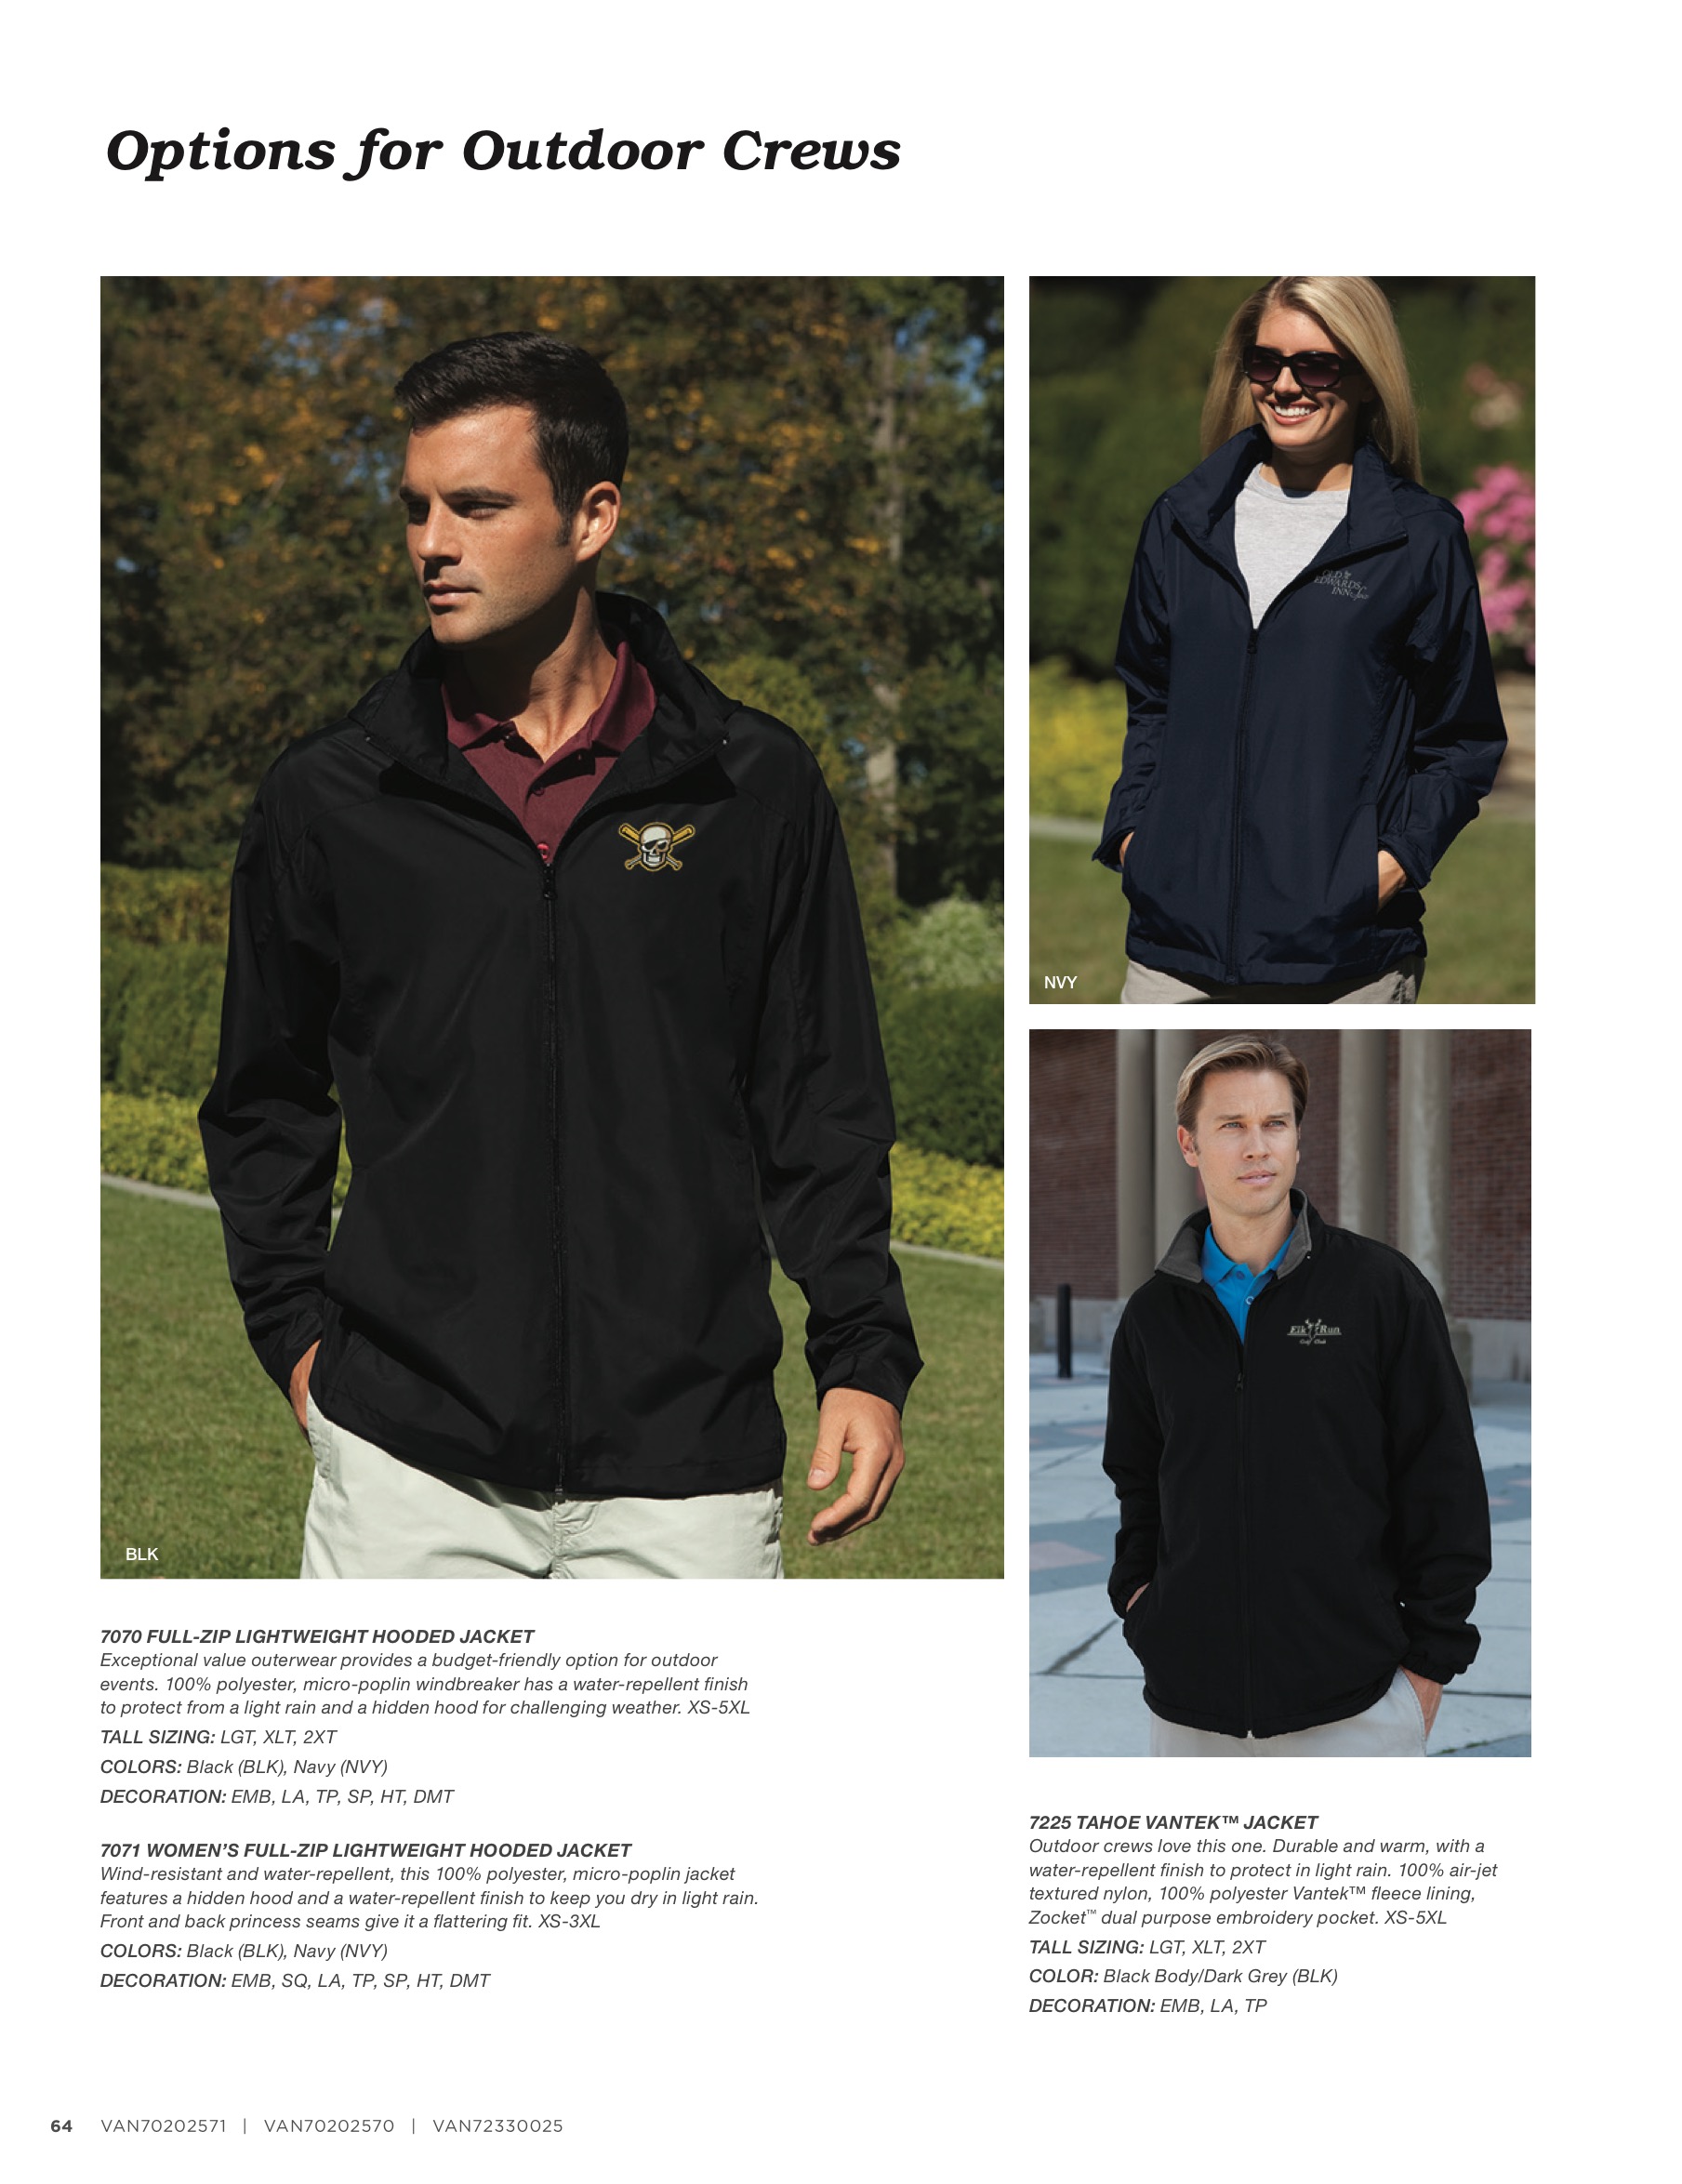 Options for Outdoor Crews
OLD
EDWARDS
INN & Spa
NVY
Elk Run
Golf Club
BLK
7070 FULL-ZIP LIGHTWEIGHT HOODED JACKET
Exceptional value outerwear provides a budget-friendly option for outdoor
events. 100% polyester, micro-poplin windbreaker has a water-repellent finish
to protect from a light rain and a hidden hood for challenging weather. XS-5XL
TALL SIZING: LGT, XLT, 2XT
COLORS: Black (BLK), Navy (NVY)
DECORATION: EMB, LA, TP, SP, HT, DMT
7071 WOMEN’S FULL-ZIP LIGHTWEIGHT HOODED JACKET
Wind-resistant and water-repellent, this 100% polyester, micro-poplin jacket
features a hidden hood and a water-repellent finish to keep you dry in light rain.
Front and back princess seams give it a flattering fit. XS-3XL
COLORS: Black (BLK), Navy (NVY)
DECORATION: EMB, SQ, LA, TP, SP, HT, DMT
7225 TAHOE VANTEK™ JACKET
Outdoor crews love this one. Durable and warm, with a
water-repellent finish to protect in light rain. 100% air-jet
textured nylon, 100% polyester Vantek™ fleece lining,
Zocket™ dual purpose embroidery pocket. XS-5XL
TALL SIZING: LGT, XLT, 2XT
COLOR: Black Body/Dark Grey (BLK)
DECORATION: EMB, LA, TP
64 VAN70202571 | VAN70202570 | VAN72330025